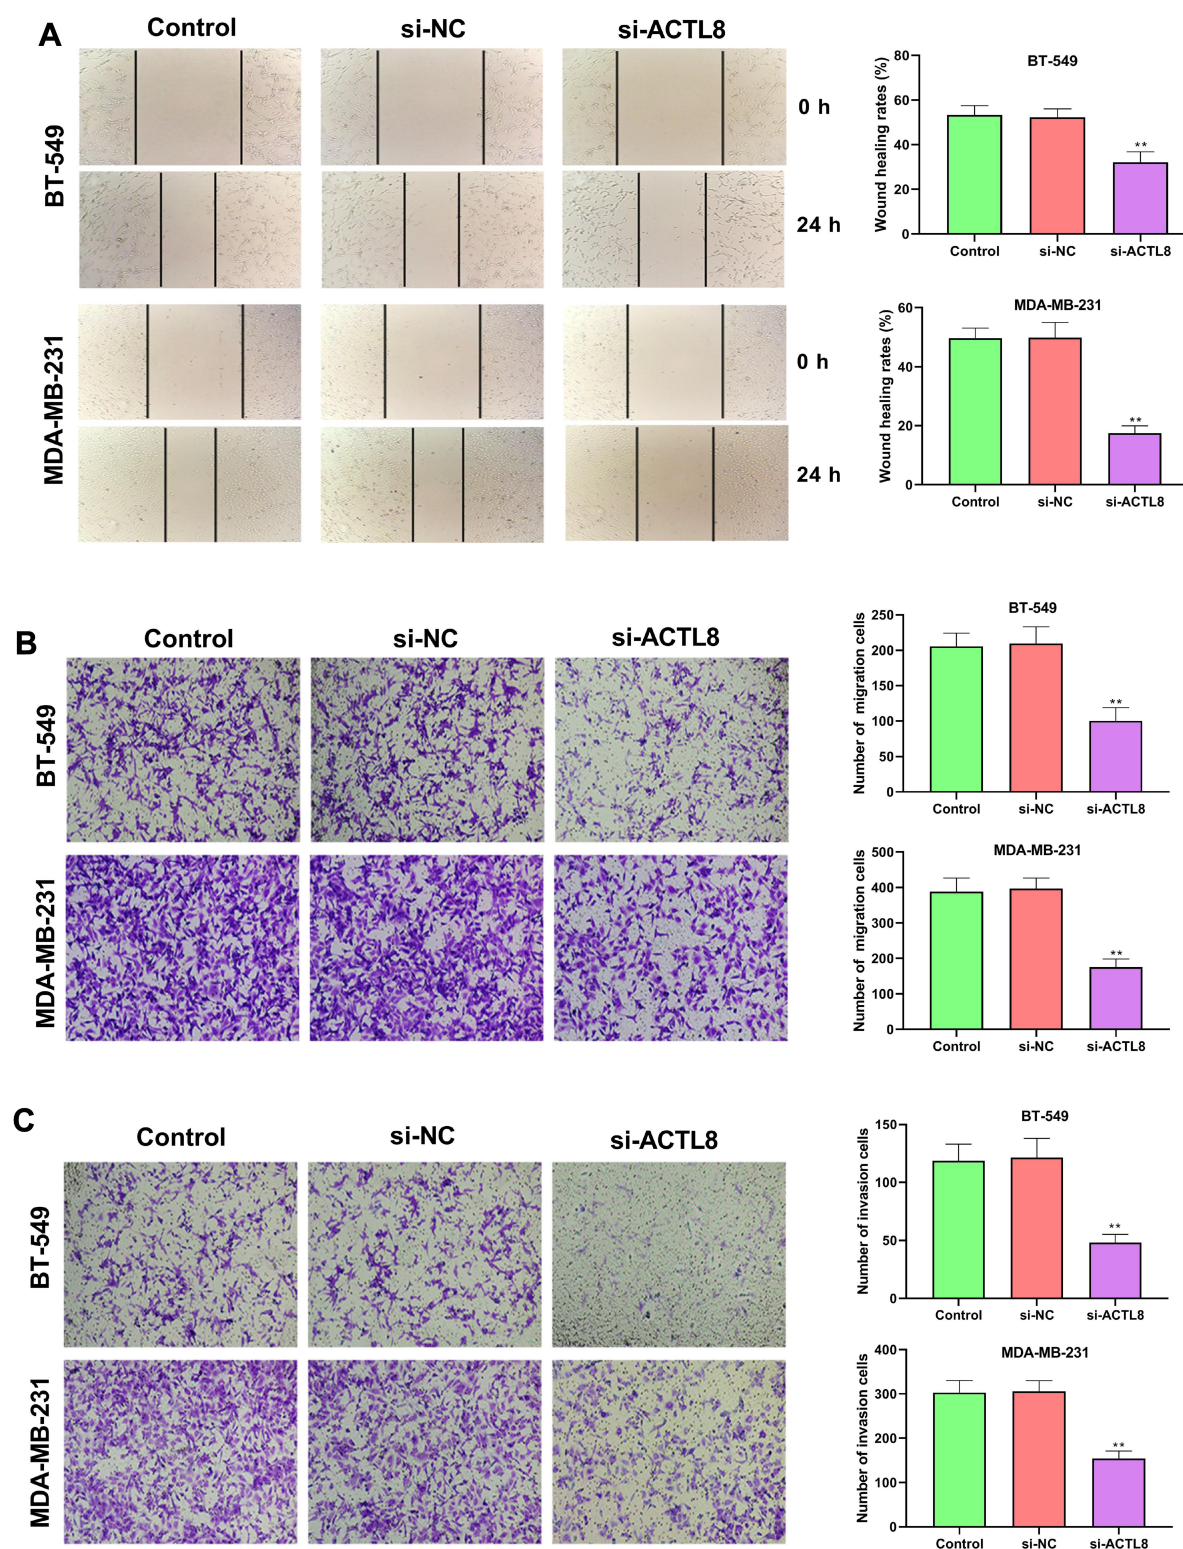 A
Control
si-NC
si-ACTL8
BT-549
0 h
24 h
MDA-MB-231
0 h
24 h
BT-549
Wound healing rates (%)
80
60
40
20
0
**
Control
si-NC
si-ACTL8
MDA-MB-231
Wound healing rates (%)
60
40
20
0
**
Control
si-NC
si-ACTL8
B
Control
si-NC
si-ACTL8
BT-549
MDA-MB-231
BT-549
Number of migration cells
250
200
150
100
50
0
**
Control
si-NC
si-ACTL8
MDA-MB-231
Number of migration cells
500
400
300
200
100
0
**
Control
si-NC
si-ACTL8
C
Control
si-NC
si-ACTL8
BT-549
MDA-MB-231
BT-549
Number of invasion cells
150
100
50
0
**
Control
si-NC
si-ACTL8
MDA-MB-231
Number of invasion cells
400
300
200
100
0
**
Control
si-NC
si-ACTL8